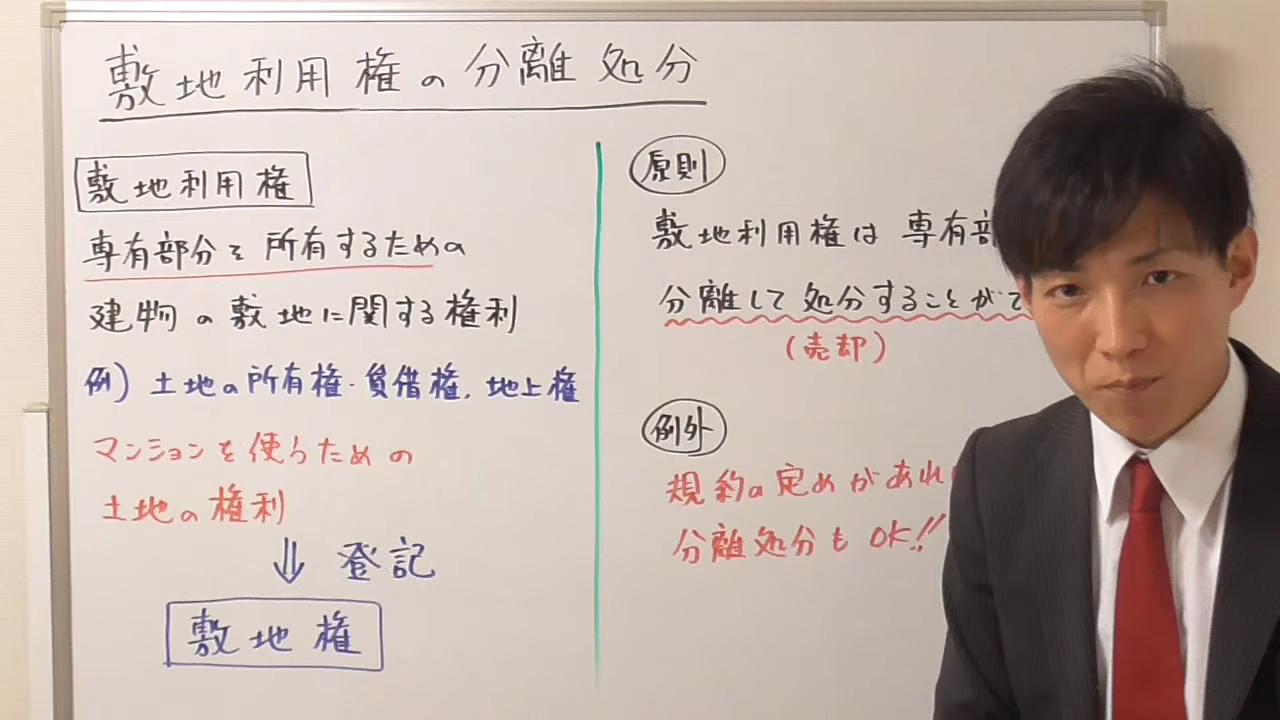 敷地利用権の分離処分
敷地利用権
専有部分を所有するための
建物の敷地に関する権利
例) 土地の所有権・賃借権, 地上権
マンションを使うための
土地の権利
⇓ 登記
敷地権
原則
敷地利用権は 専有部
分離して処分することがで
(売却)
例外
規約の定めがあれ
分離処分も OK!!